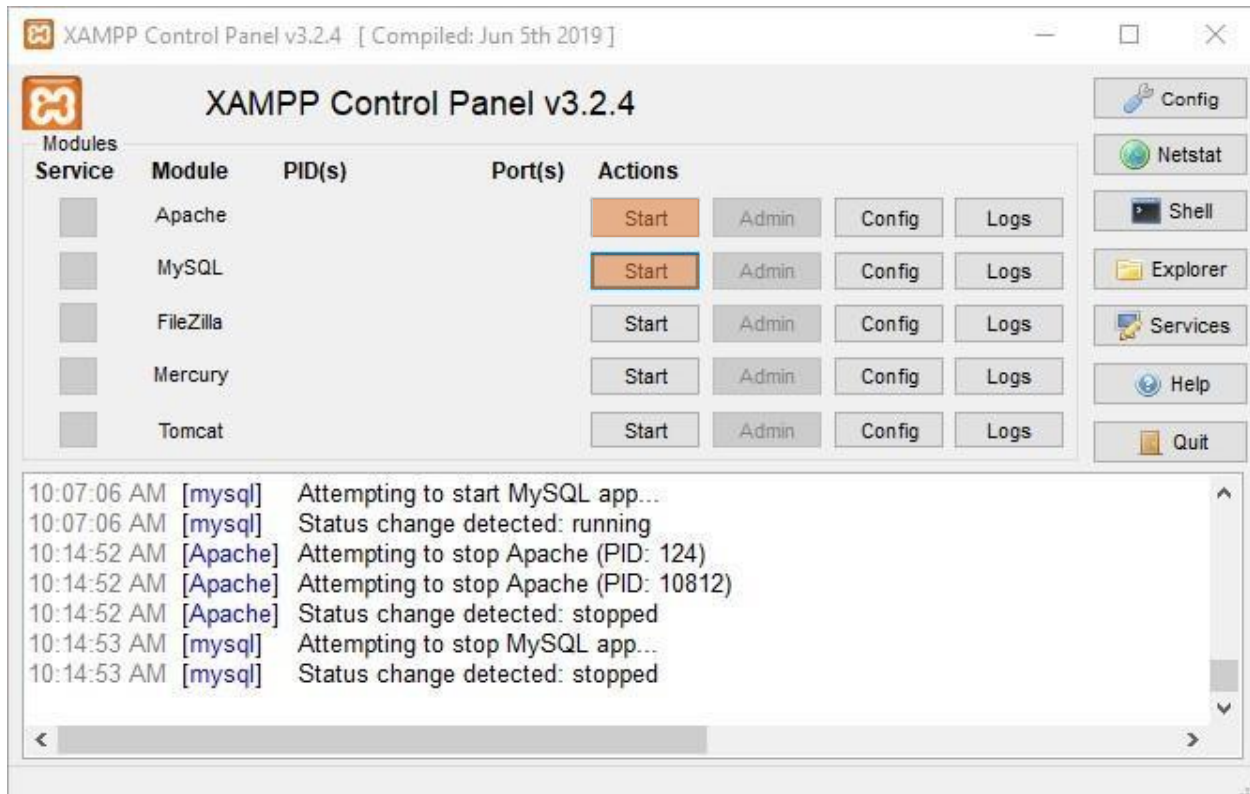 XAMPP Control Panel v3.2.4 [ Compiled: Jun 5th 2019 ]
XAMPP Control Panel v3.2.4
Config
Modules
Netstat
Service Module PID(s) Port(s) Actions
Apache Start Admin Config Logs
Shell
MySQL Start Admin Config Logs
Explorer
FileZilla Start Admin Config Logs
Services
Mercury Start Admin Config Logs
Help
Tomcat Start Admin Config Logs
Quit
10:07:06 AM [mysql] Attempting to start MySQL app...
10:07:06 AM [mysql] Status change detected: running
10:14:52 AM [Apache] Attempting to stop Apache (PID: 124)
10:14:52 AM [Apache] Attempting to stop Apache (PID: 10812)
10:14:52 AM [Apache] Status change detected: stopped
10:14:53 AM [mysql] Attempting to stop MySQL app...
10:14:53 AM [mysql] Status change detected: stopped